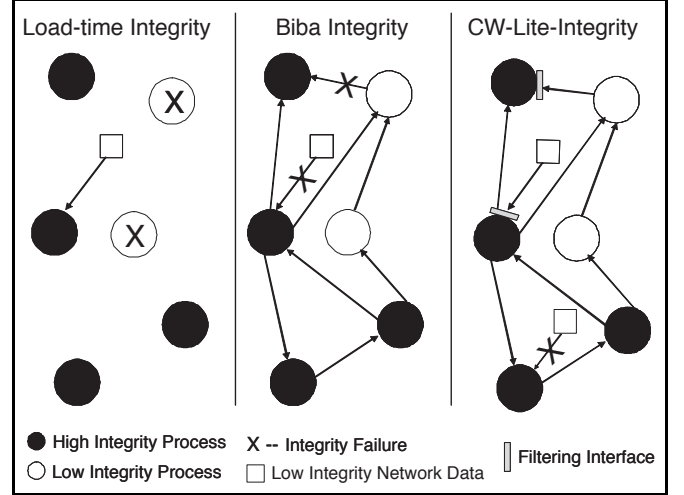 Load-time Integrity
Biba Integrity
CW-Lite-Integrity
X
X
X
X
X
High Integrity Process
Low Integrity Process
X -- Integrity Failure
Low Integrity Network Data
Filtering Interface